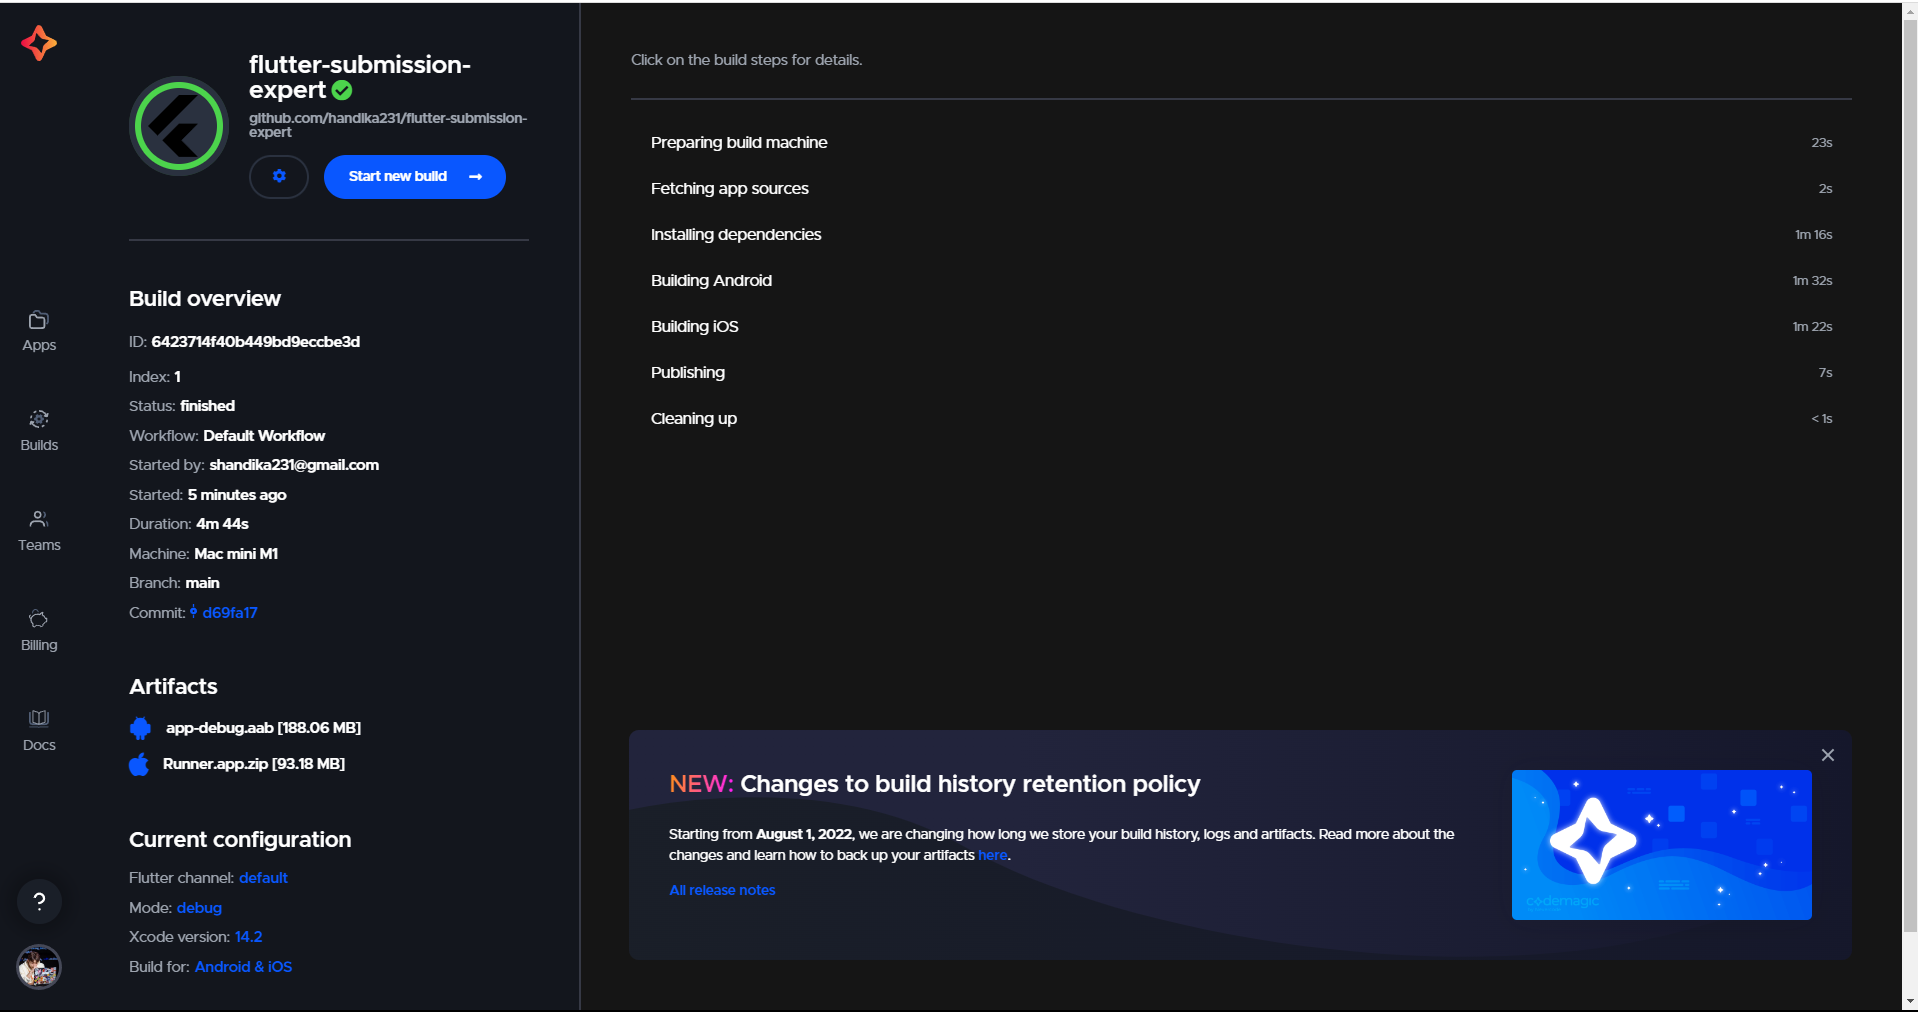 flutter-submission-
expert
github.com/handika231/flutter-submission-
expert
Start new build
Build overview
ID: 6423714f40b449bd9eccbe3d
Index: 1
Status: finished
Workflow: Default Workflow
Started by: shandika231@gmail.com
Started: 5 minutes ago
Duration: 4m 44s
Machine: Mac mini M1
Branch: main
Commit: d69fa17
Artifacts
app-debug.aab [188.06 MB]
Runner.app.zip [93.18 MB]
Current configuration
Flutter channel: default
Mode: debug
Xcode version: 14.2
Build for: Android & iOS
Apps
Builds
Teams
Billing
Docs
?
Click on the build steps for details.
Preparing build machine 23s
Fetching app sources 2s
Installing dependencies 1m 16s
Building Android 1m 32s
Building iOS 1m 22s
Publishing 7s
Cleaning up < 1s
NEW: Changes to build history retention policy
Starting from August 1, 2022, we are changing how long we store your build history, logs and artifacts. Read more about the
changes and learn how to back up your artifacts here.
All release notes
codemagic